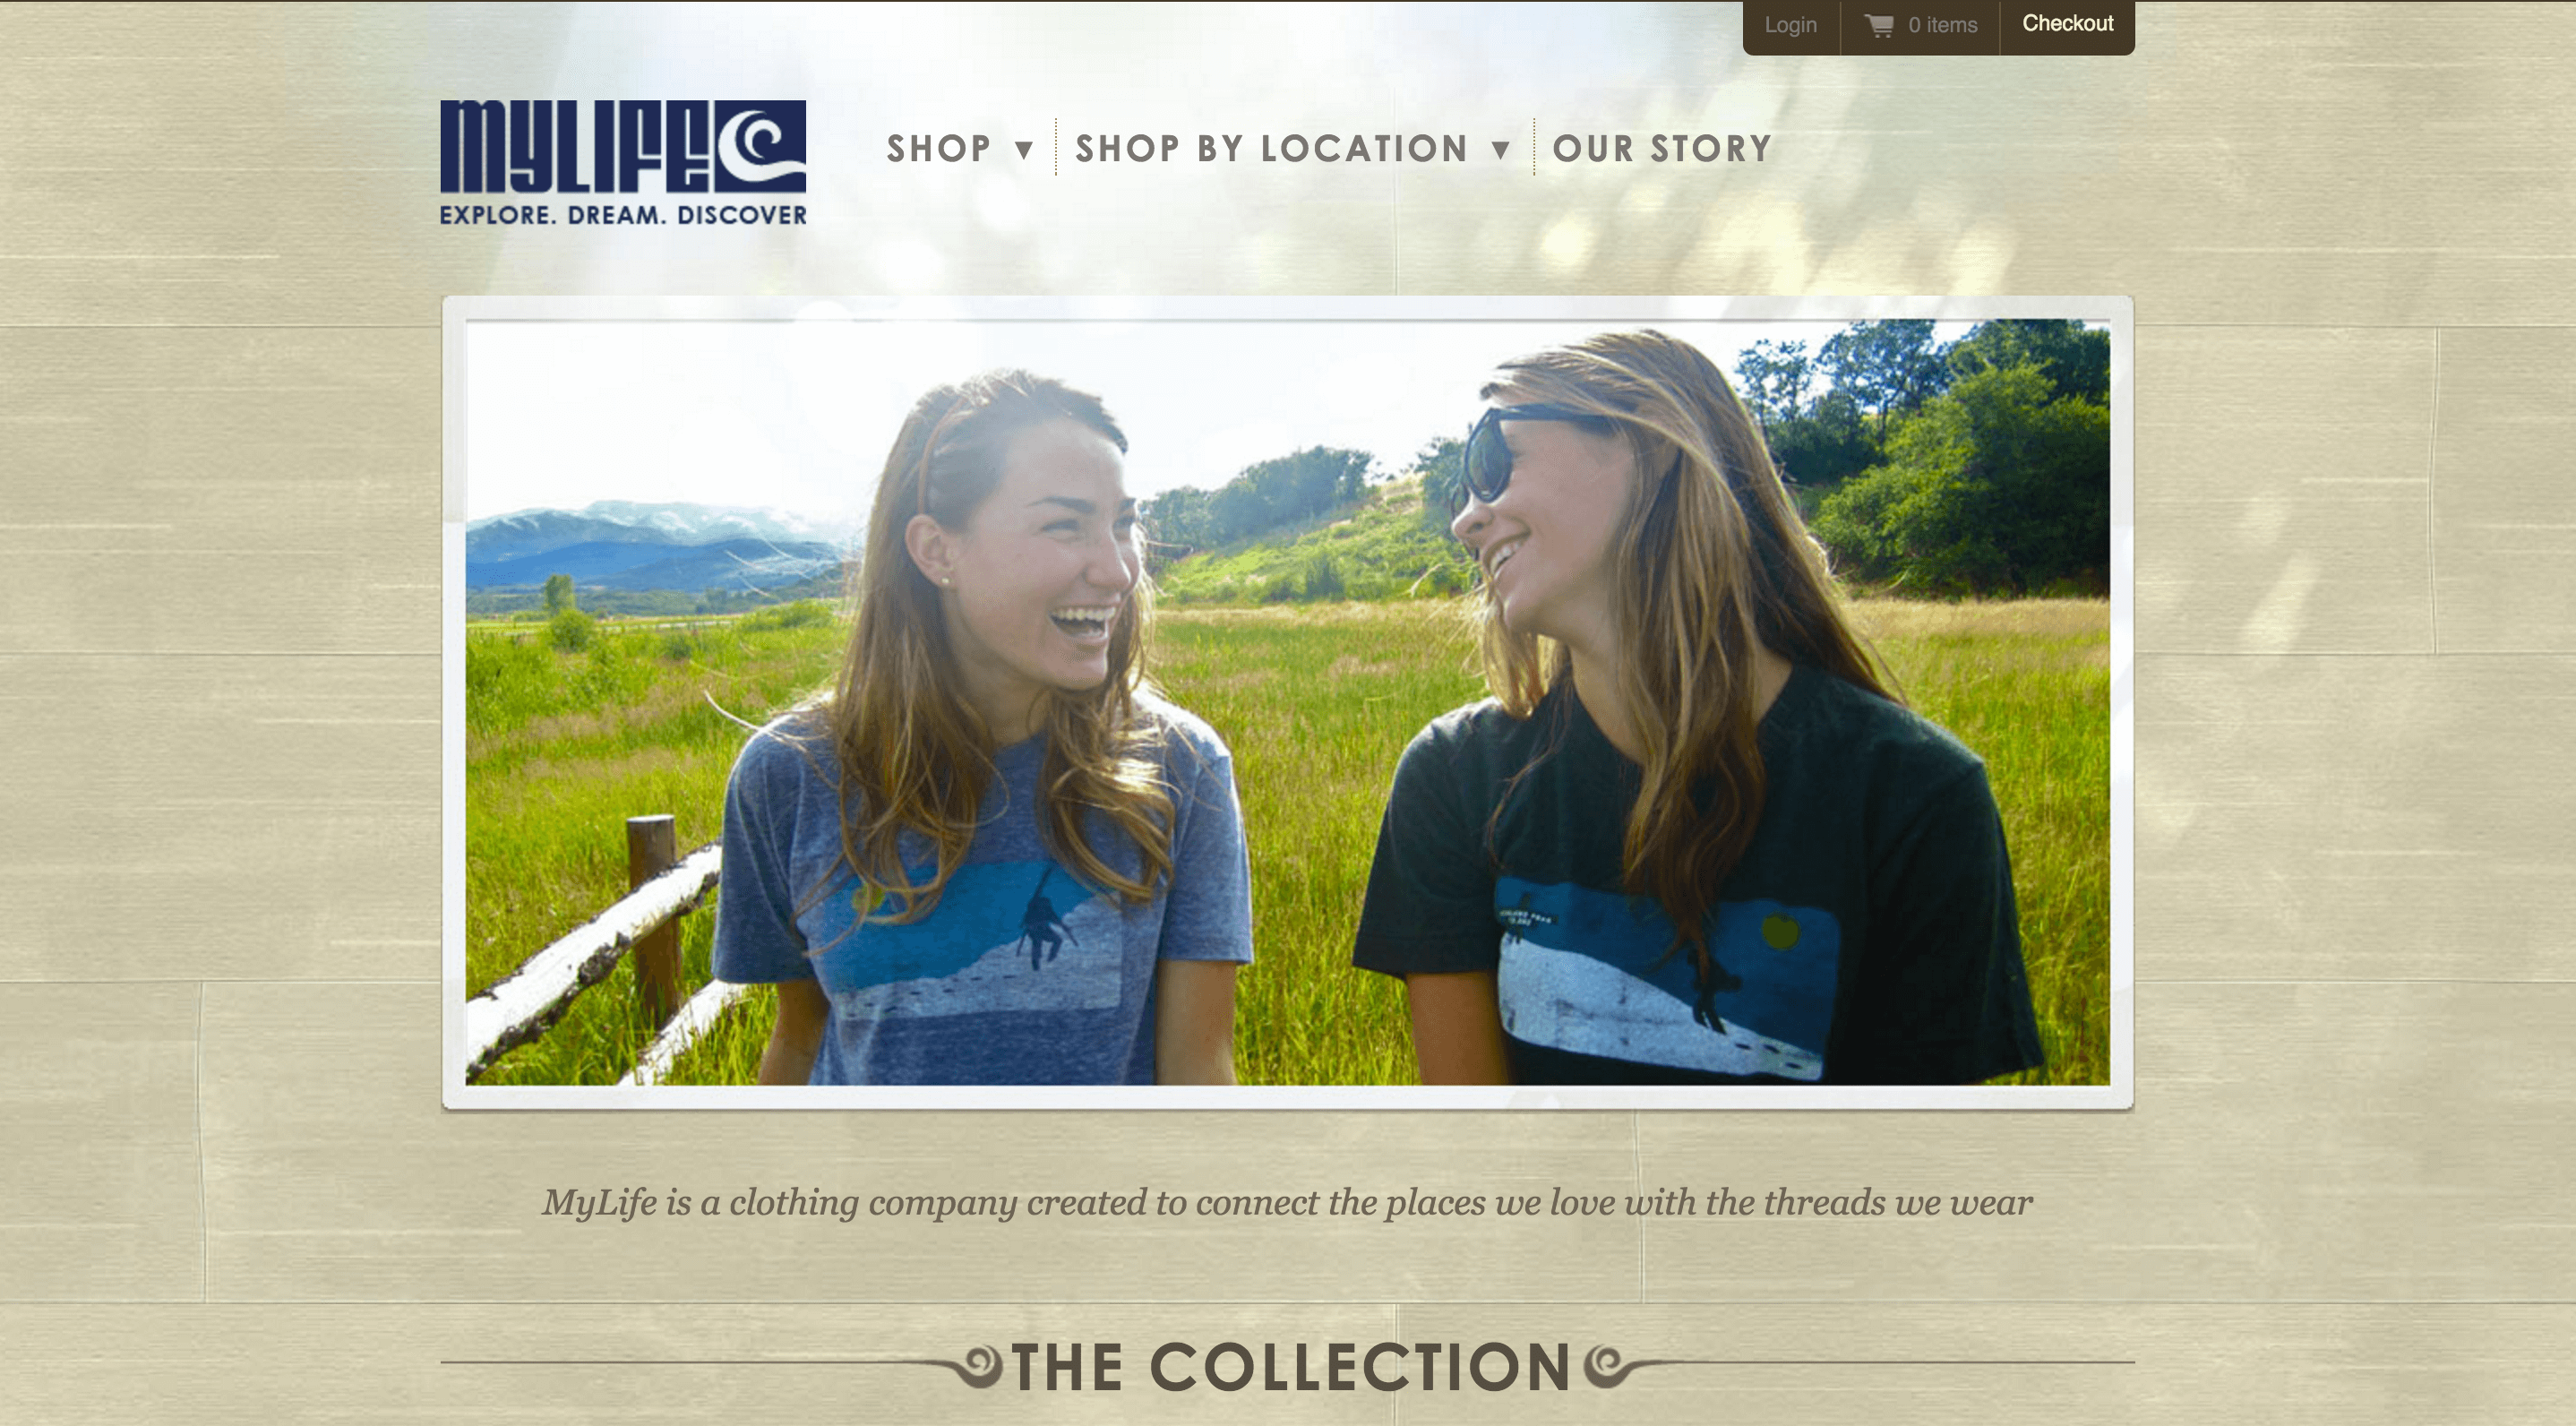 Login
0 items
Checkout
MYLIFE
EXPLORE. DREAM. DISCOVER
SHOP ▼
SHOP BY LOCATION ▼
OUR STORY
MyLife is a clothing company created to connect the places we love with the threads we wear
THE COLLECTION